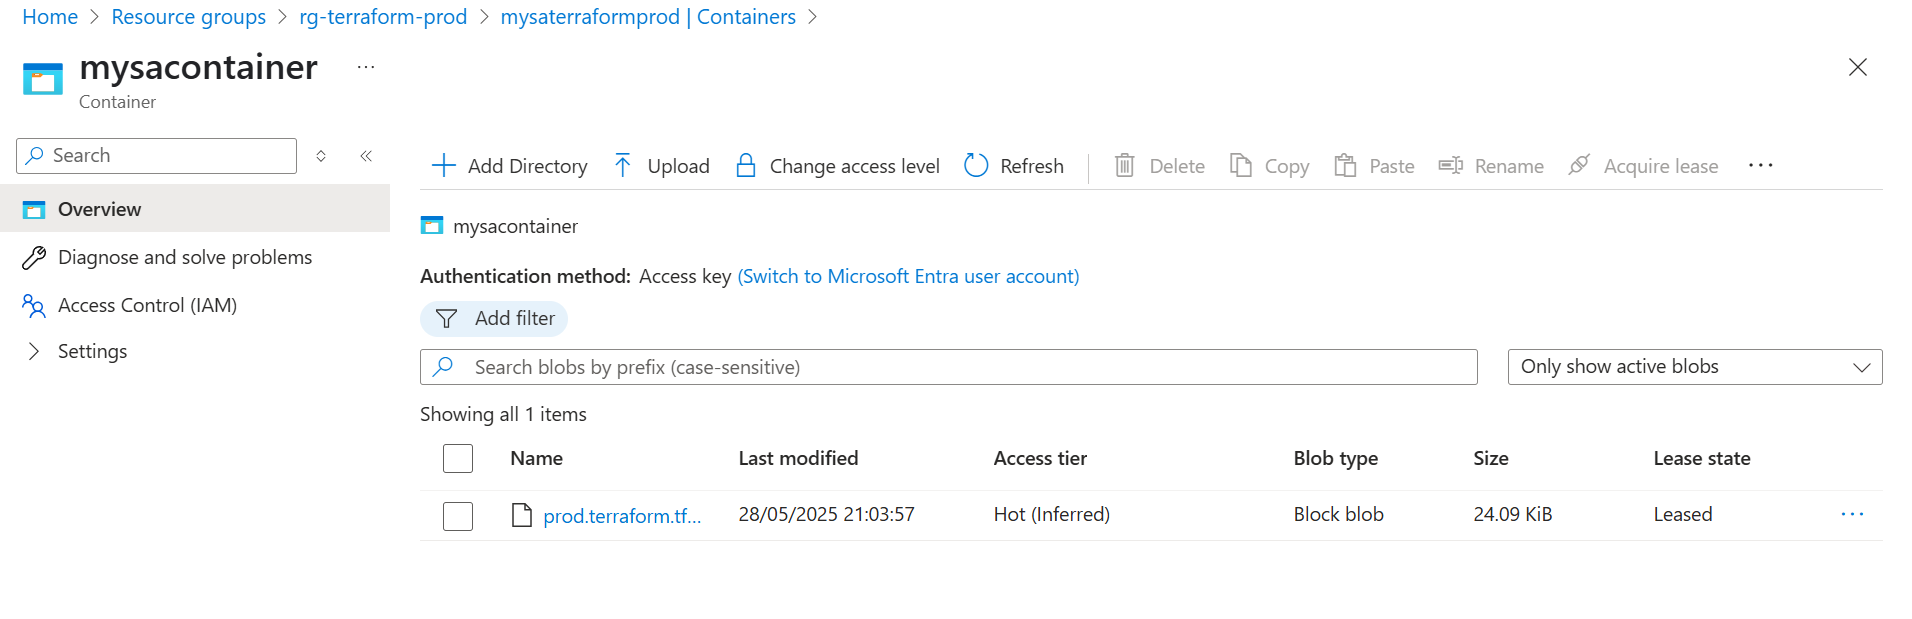 Home > Resource groups > rg-terraform-prod > mysaterraformprod | Containers >
mysacontainer ...
Container
Search
Overview
Diagnose and solve problems
Access Control (IAM)
Settings
Add Directory Upload Change access level Refresh Delete Copy Paste Rename Acquire lease ...
mysacontainer
Authentication method: Access key (Switch to Microsoft Entra user account)
Add filter
Search blobs by prefix (case-sensitive) Only show active blobs
Showing all 1 items
Name Last modified Access tier Blob type Size Lease state
prod.terraform.tf... 28/05/2025 21:03:57 Hot (Inferred) Block blob 24.09 KiB Leased ...